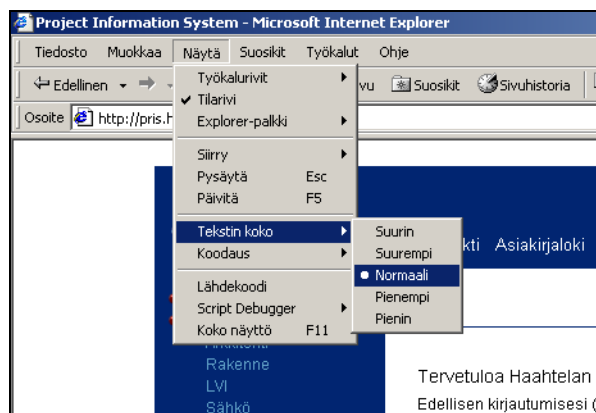 Project Information System - Microsoft Internet Explorer
Tiedosto Muokkaa Näytä Suosikit Työkalut Ohje
Edellinen vu Suosikit Sivuhistoria
Osoite http://pris.h
Työkalurivit
Tilarivi
Explorer-palkki
Siirry
Pysäytä Esc
Päivitä F5
Tekstin koko
Koodaus
Lähdekoodi
Script Debugger
Koko näyttö F11
Suurin
Suurempi
Normaali
Pienempi
Pienin
kti Asiakirjaloki
Rakenne
LVI
Sähkö
Tervetuloa Haahtelan
Edellisen kirjautumisesi (